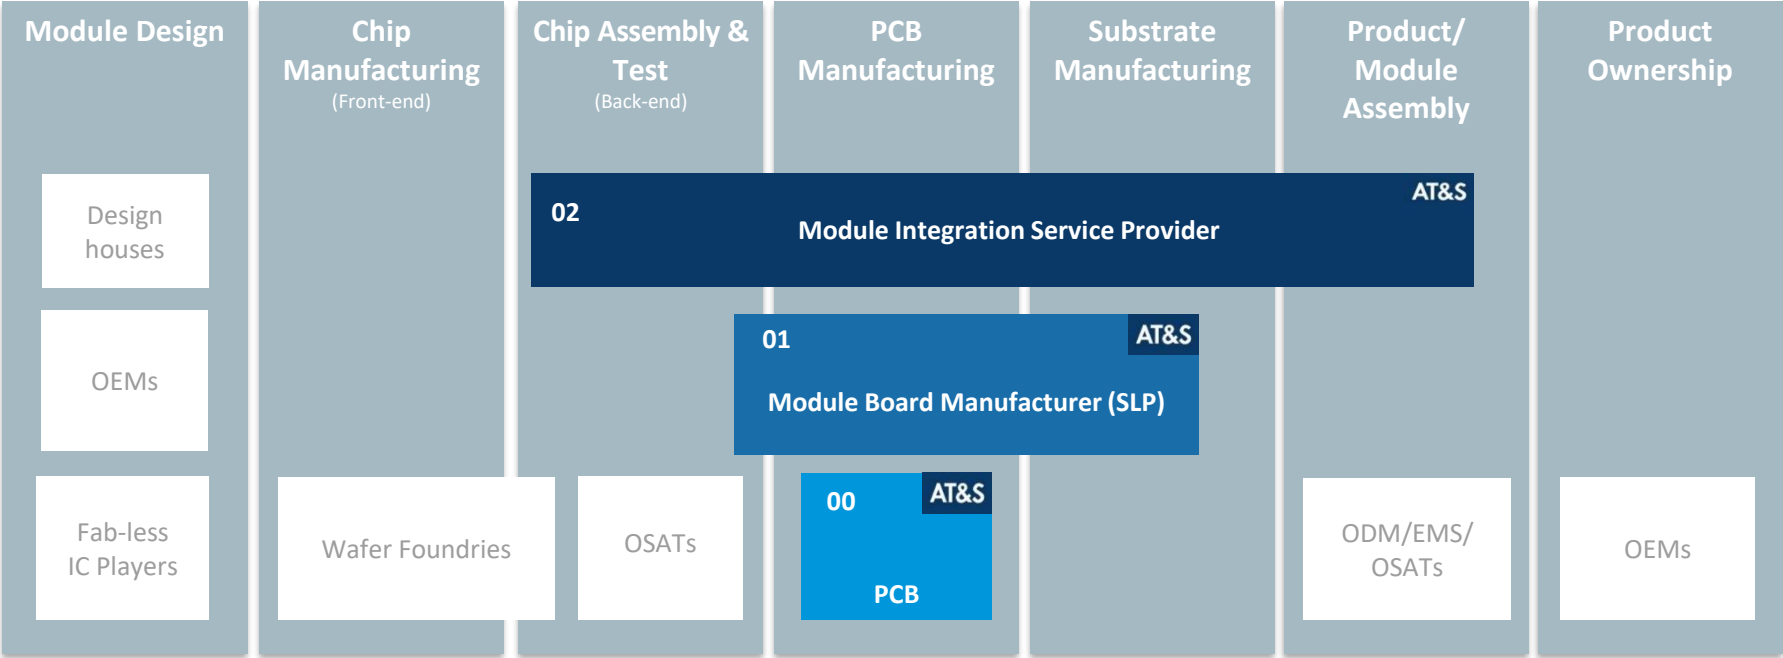 Module Design
Chip
Manufacturing
(Front-end)
Chip Assembly &
Test
(Back-end)
PCB
Manufacturing
Substrate
Manufacturing
Product/
Module
Assembly
Product
Ownership
Design
houses
02
Module Integration Service Provider
AT&S
OEMs
01
AT&S
Module Board Manufacturer (SLP)
Fab-less
IC Players
Wafer Foundries
OSATs
00
AT&S
PCB
ODM/EMS/
OSATs
OEMs